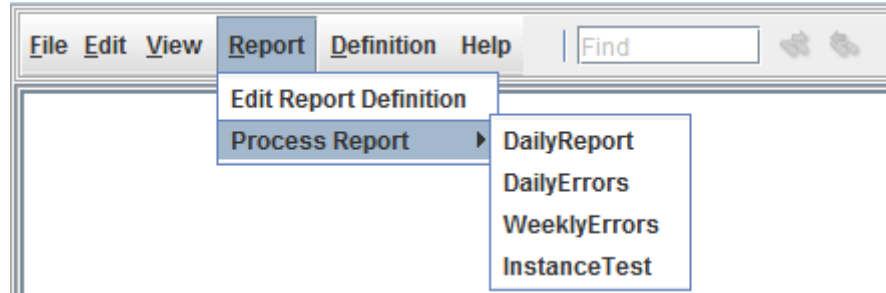 File Edit View Report Definition Help Find
Edit Report Definition
Process Report
DailyReport
DailyErrors
WeeklyErrors
InstanceTest